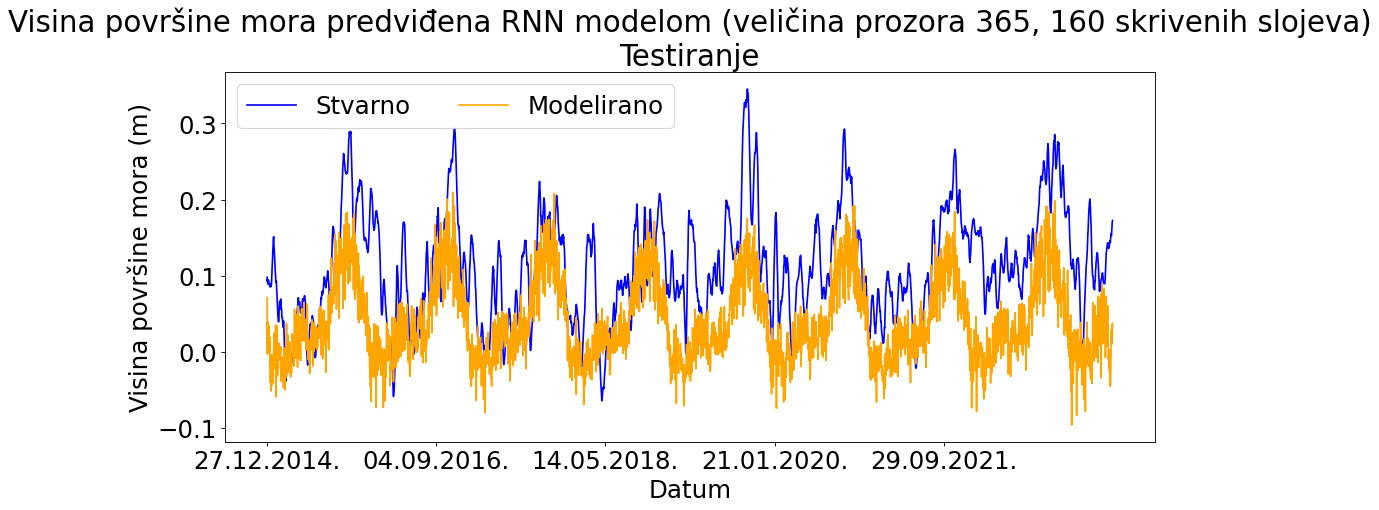 Visina površine mora predviđena RNN modelom (veličina prozora 365, 160 skrivenih slojeva)
Testiranje
Stvarno Modelirano
Visina površine mora (m)
0.3
0.2
0.1
0.0
−0.1
27.12.2014. 04.09.2016. 14.05.2018. 21.01.2020. 29.09.2021.
Datum